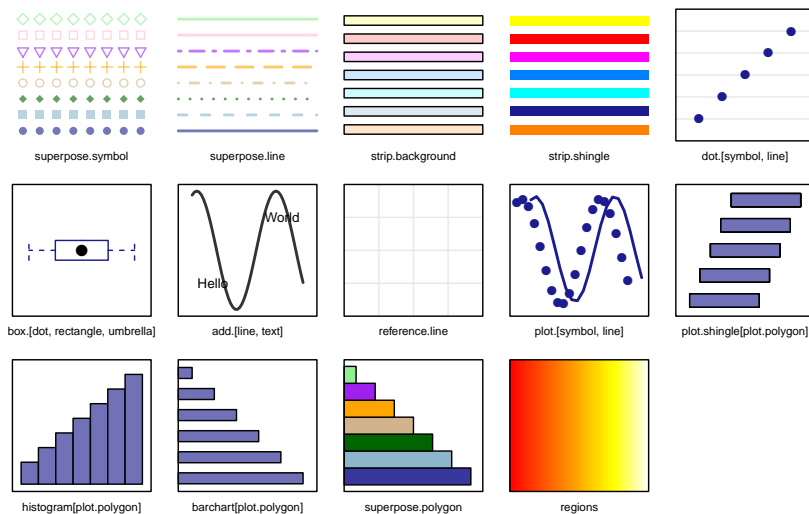 superpose.symbol
superpose.line
strip.background
strip.shingle
dot.[symbol, line]
World
Hello
box.[dot, rectangle, umbrella]
add.[line, text]
reference.line
plot.[symbol, line]
plot.shingle[plot.polygon]
histogram[plot.polygon]
barchart[plot.polygon]
superpose.polygon
regions